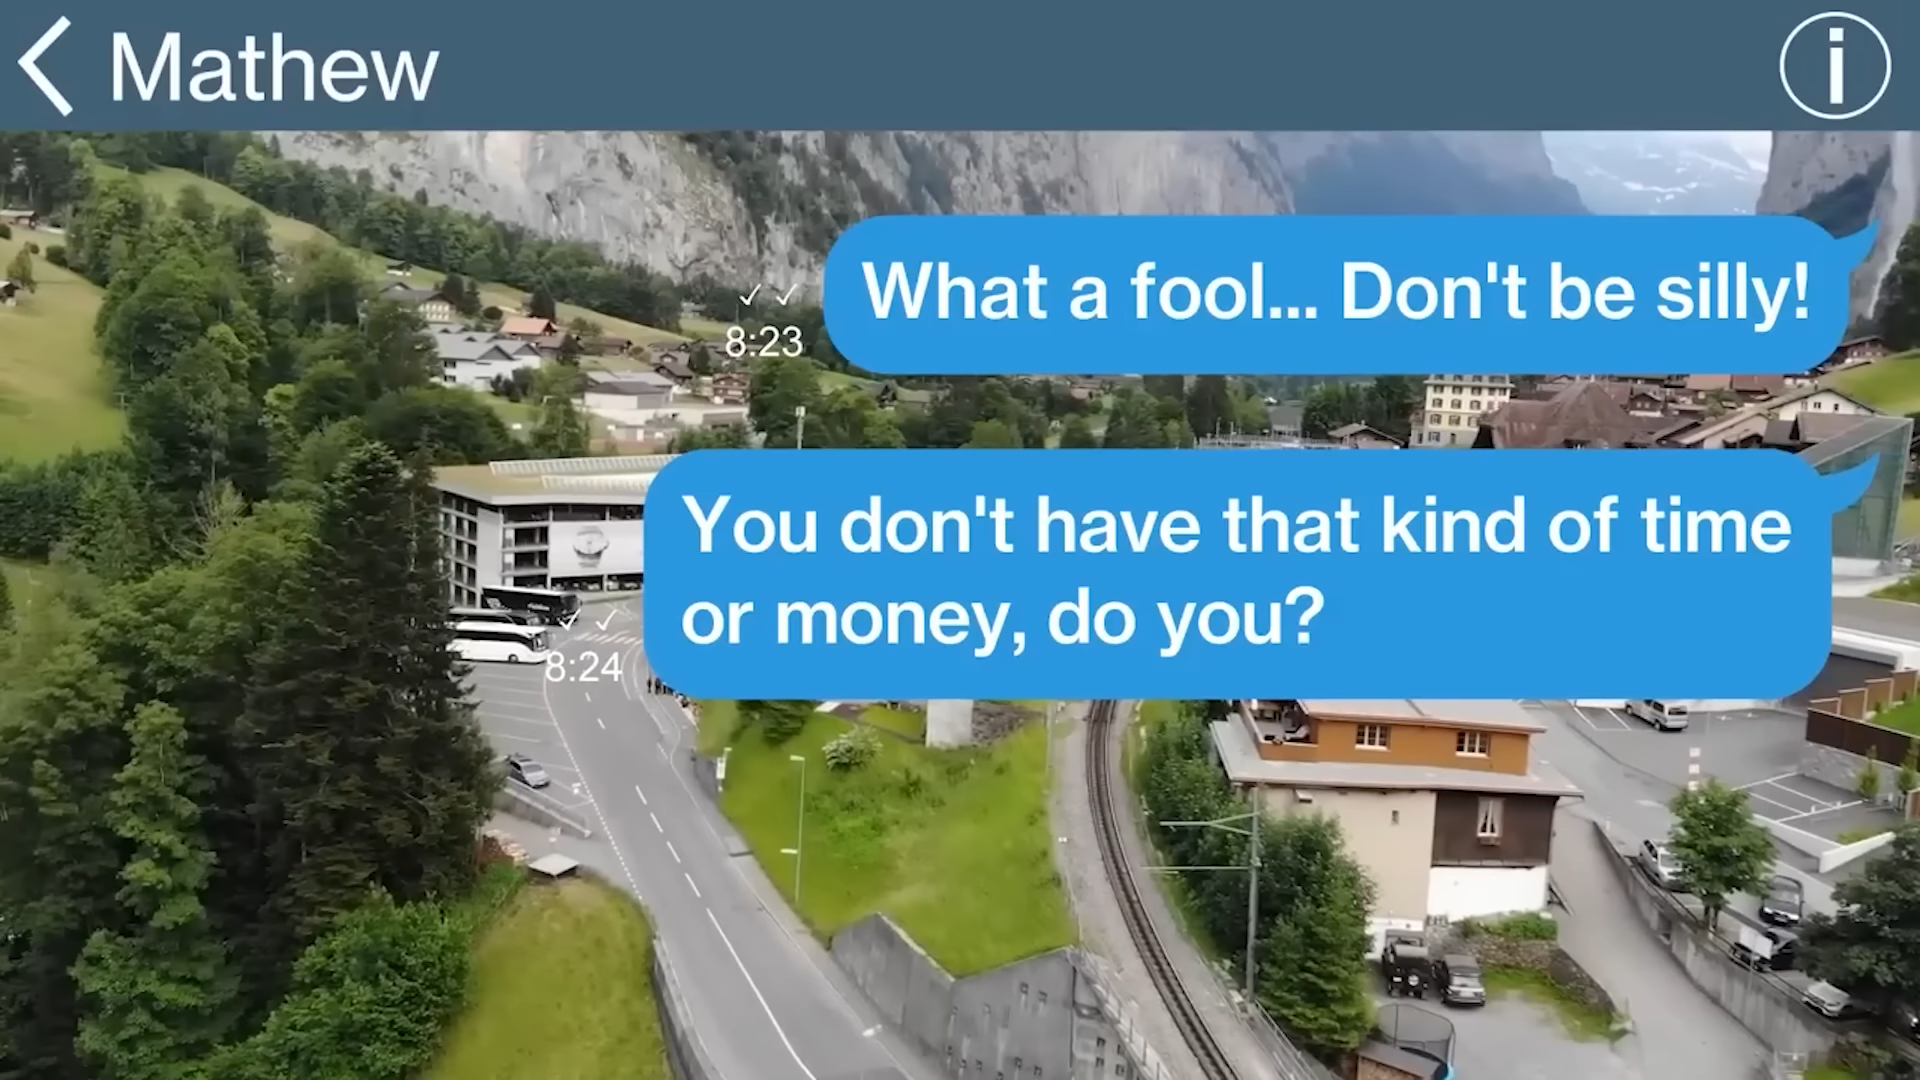 Mathew
What a fool... Don't be silly!
8:23
You don't have that kind of time
or money, do you?
8:24